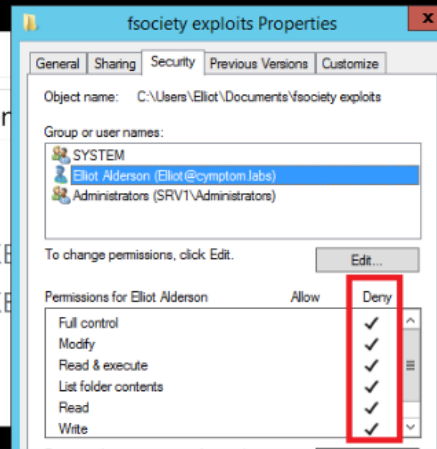 fsociety exploits Properties
x
General Sharing Security Previous Versions Customize
Object name: C:\Users\Elliot\Documents\fsociety exploits
Group or user names:
SYSTEM
Elliot Alderson (Elliot@cymptom.labs)
Administrators (SRV1\Administrators)
To change permissions, click Edit.
Edit...
Permissions for Elliot Alderson Allow Deny
Full control
Modify
Read & execute
List folder contents
Read
Write